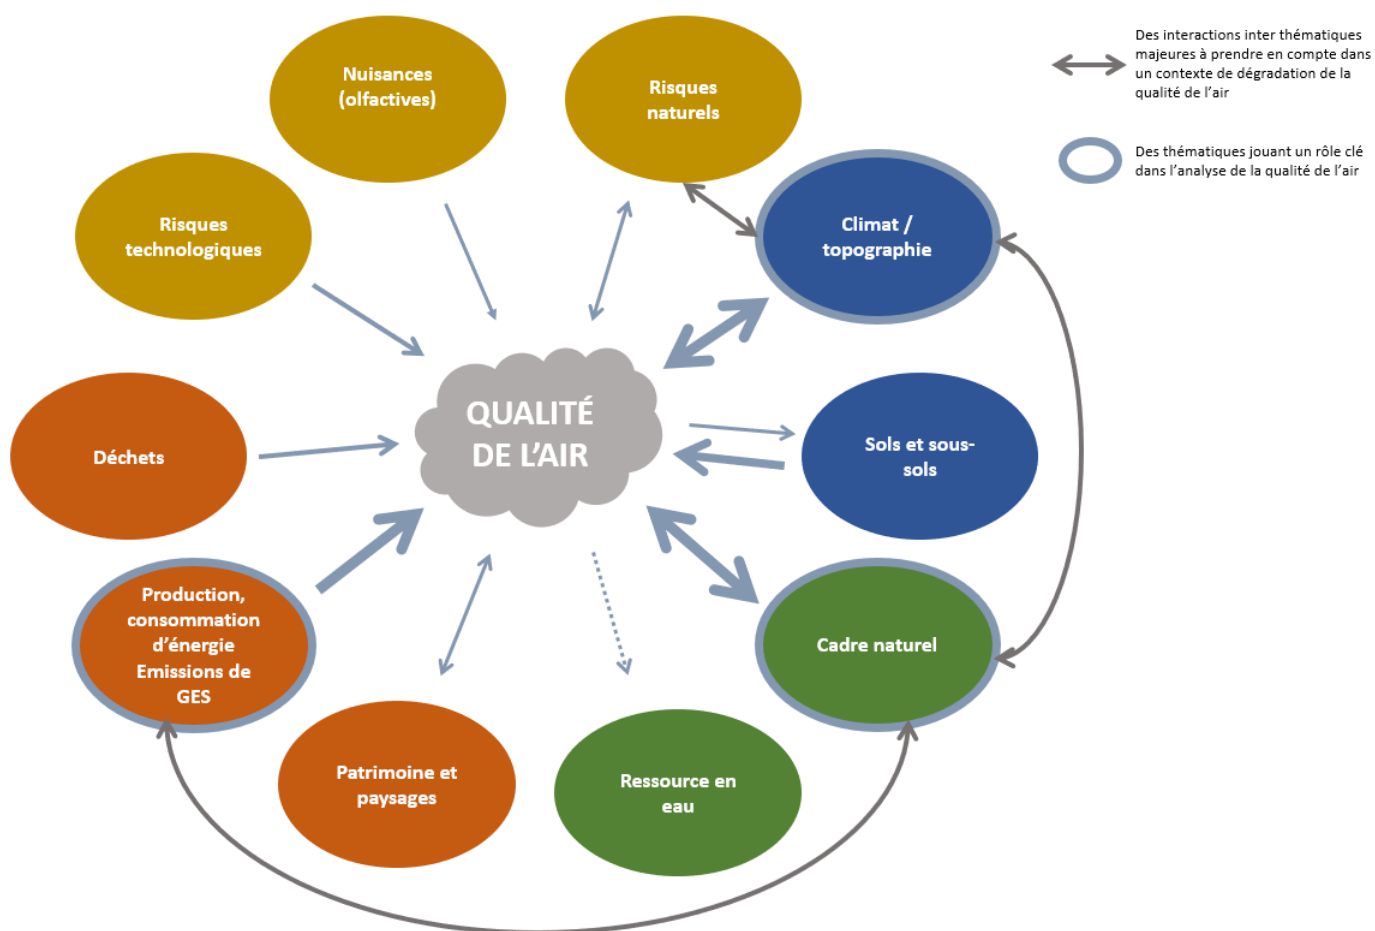 Nuisances
(olfactives)
Risques
naturels
Des interactions inter thématiques
majeures à prendre en compte dans
un contexte de dégradation de la
qualité de l’air
Des thématiques jouant un rôle clé
dans l’analyse de la qualité de l’air
Risques
technologiques
Climat /
topographie
QUALITÉ
DE L’AIR
Déchets
Sols et sous-
sols
Production,
consommation
d’énergie
Emissions de
GES
Cadre naturel
Patrimoine et
paysages
Ressource en
eau